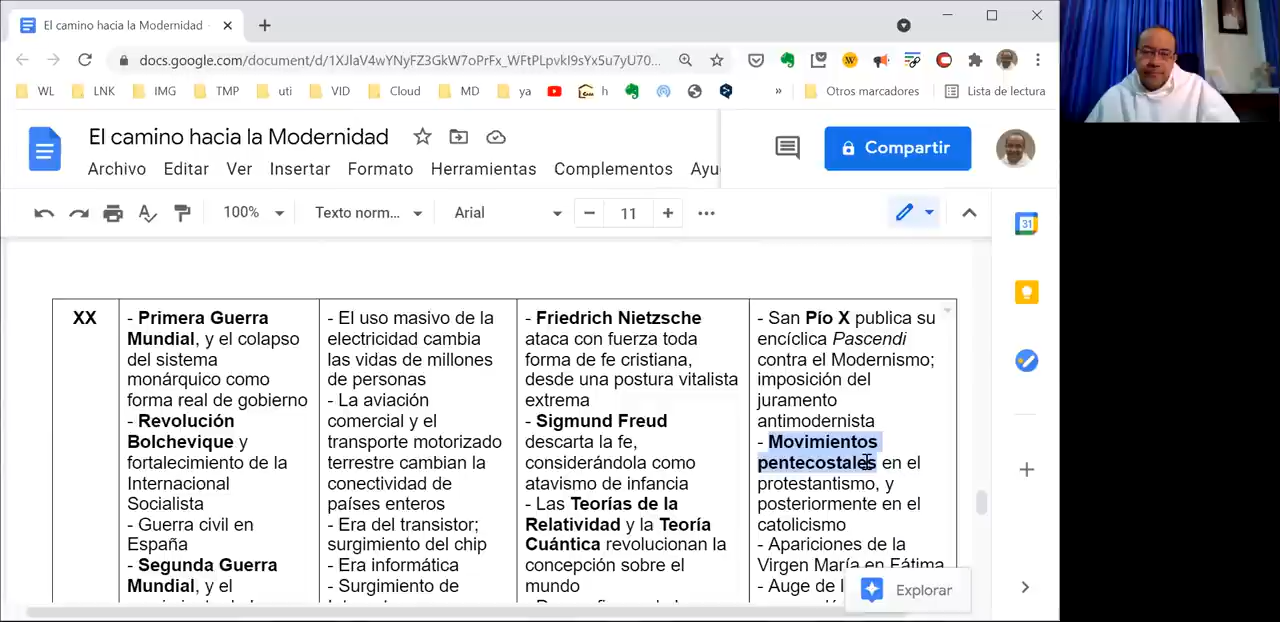 El camino hacia la Modernidad
docs.google.com/document/d/1XJlaV4wYNyFZ3GkW7oPrFx_WFtPLpvkl9sYx5u7yU70...
WL LNK IMG TMP uti VID Cloud MD ya h » Otros marcadores Lista de lectura
El camino hacia la Modernidad
Compartir
Archivo Editar Ver Insertar Formato Herramientas Complementos Ayu
100% Texto norm... Arial 11
31
XX
- Primera Guerra
Mundial, y el colapso
del sistema
monárquico como
forma real de gobierno
- Revolución
Bolchevique y
fortalecimiento de la
Internacional
Socialista
- Guerra civil en
España
- Segunda Guerra
Mundial, y el
- El uso masivo de la
electricidad cambia
las vidas de millones
de personas
- La aviación
comercial y el
transporte motorizado
terrestre cambian la
conectividad de
países enteros
- Era del transistor;
surgimiento del chip
- Era informática
- Surgimiento de
- Friedrich Nietzsche
ataca con fuerza toda
forma de fe cristiana,
desde una postura vitalista
extrema
- Sigmund Freud
descarta la fe,
considerándola como
atavismo de infancia
- Las Teorías de la
Relatividad y la Teoría
Cuántica revolucionan la
concepción sobre el
mundo
- San Pío X publica su
encíclica Pascendi
contra el Modernismo;
imposición del
juramento
antimodernista
- Movimientos
pentecostales en el
protestantismo, y
posteriormente en el
catolicismo
- Apariciones de la
Virgen María en Fátima
- Auge de
Explorar